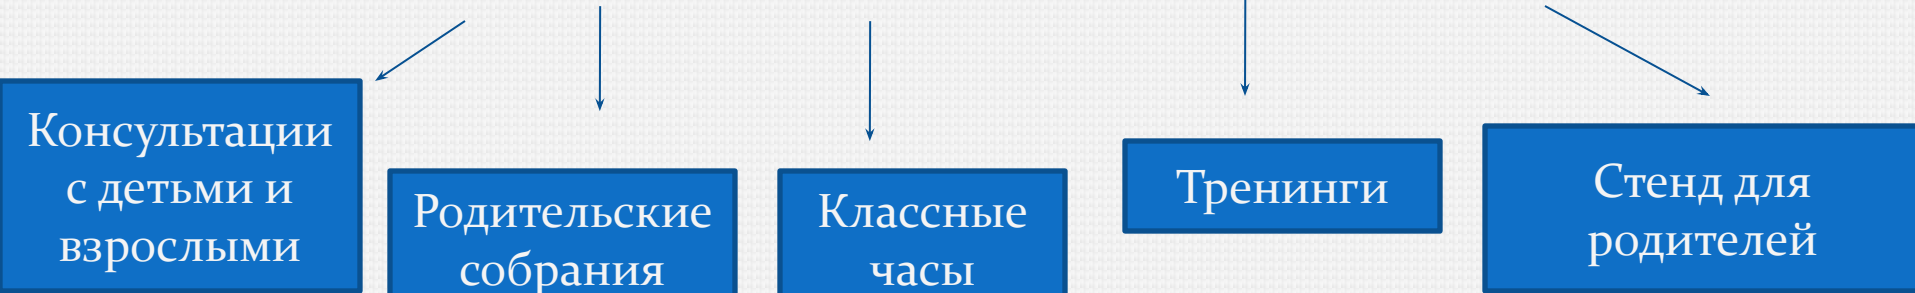 Консультации
с детьми и
взрослыми
Родительские
собрания
Классные
часы
Тренинги
Стенд для
родителей